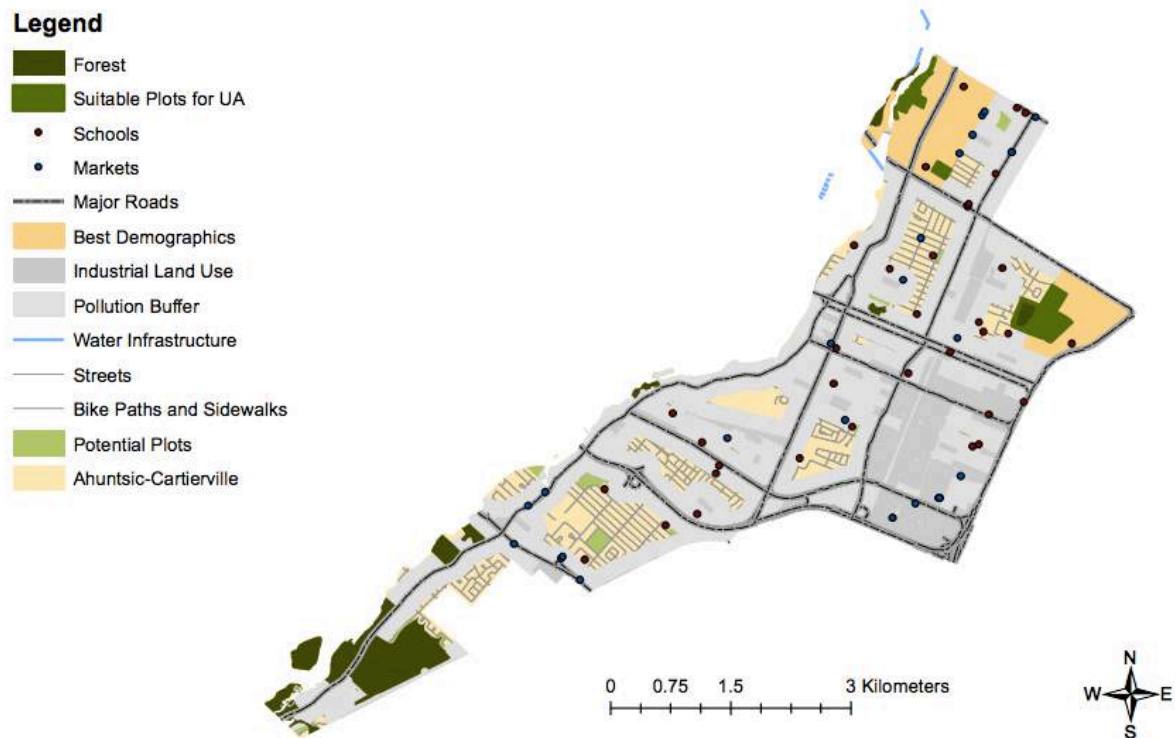 Legend
Forest
Suitable Plots for UA
Schools
Markets
Major Roads
Best Demographics
Industrial Land Use
Pollution Buffer
Water Infrastructure
Streets
Bike Paths and Sidewalks
Potential Plots
Ahuntsic-Cartierville
0 0.75 1.5 3 Kilometers
N
W E
S